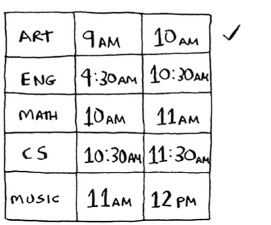 ART 9AM 10AM ✓
ENG 9:30AM 10:30AM
MATH 10AM 11AM
CS 10:30AM 11:30AM
MUSIC 11AM 12PM